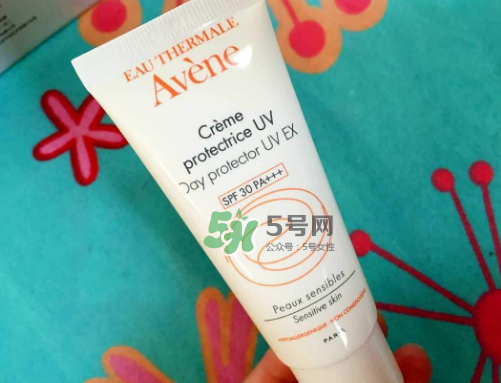 EAU THERMALE
Avène
Crème
protectrice UV
Day protector UV EX
SPF 30 PA+++
5号网
公众号:5号女性
Peaux sensibles
Sensitive skin
PARIS